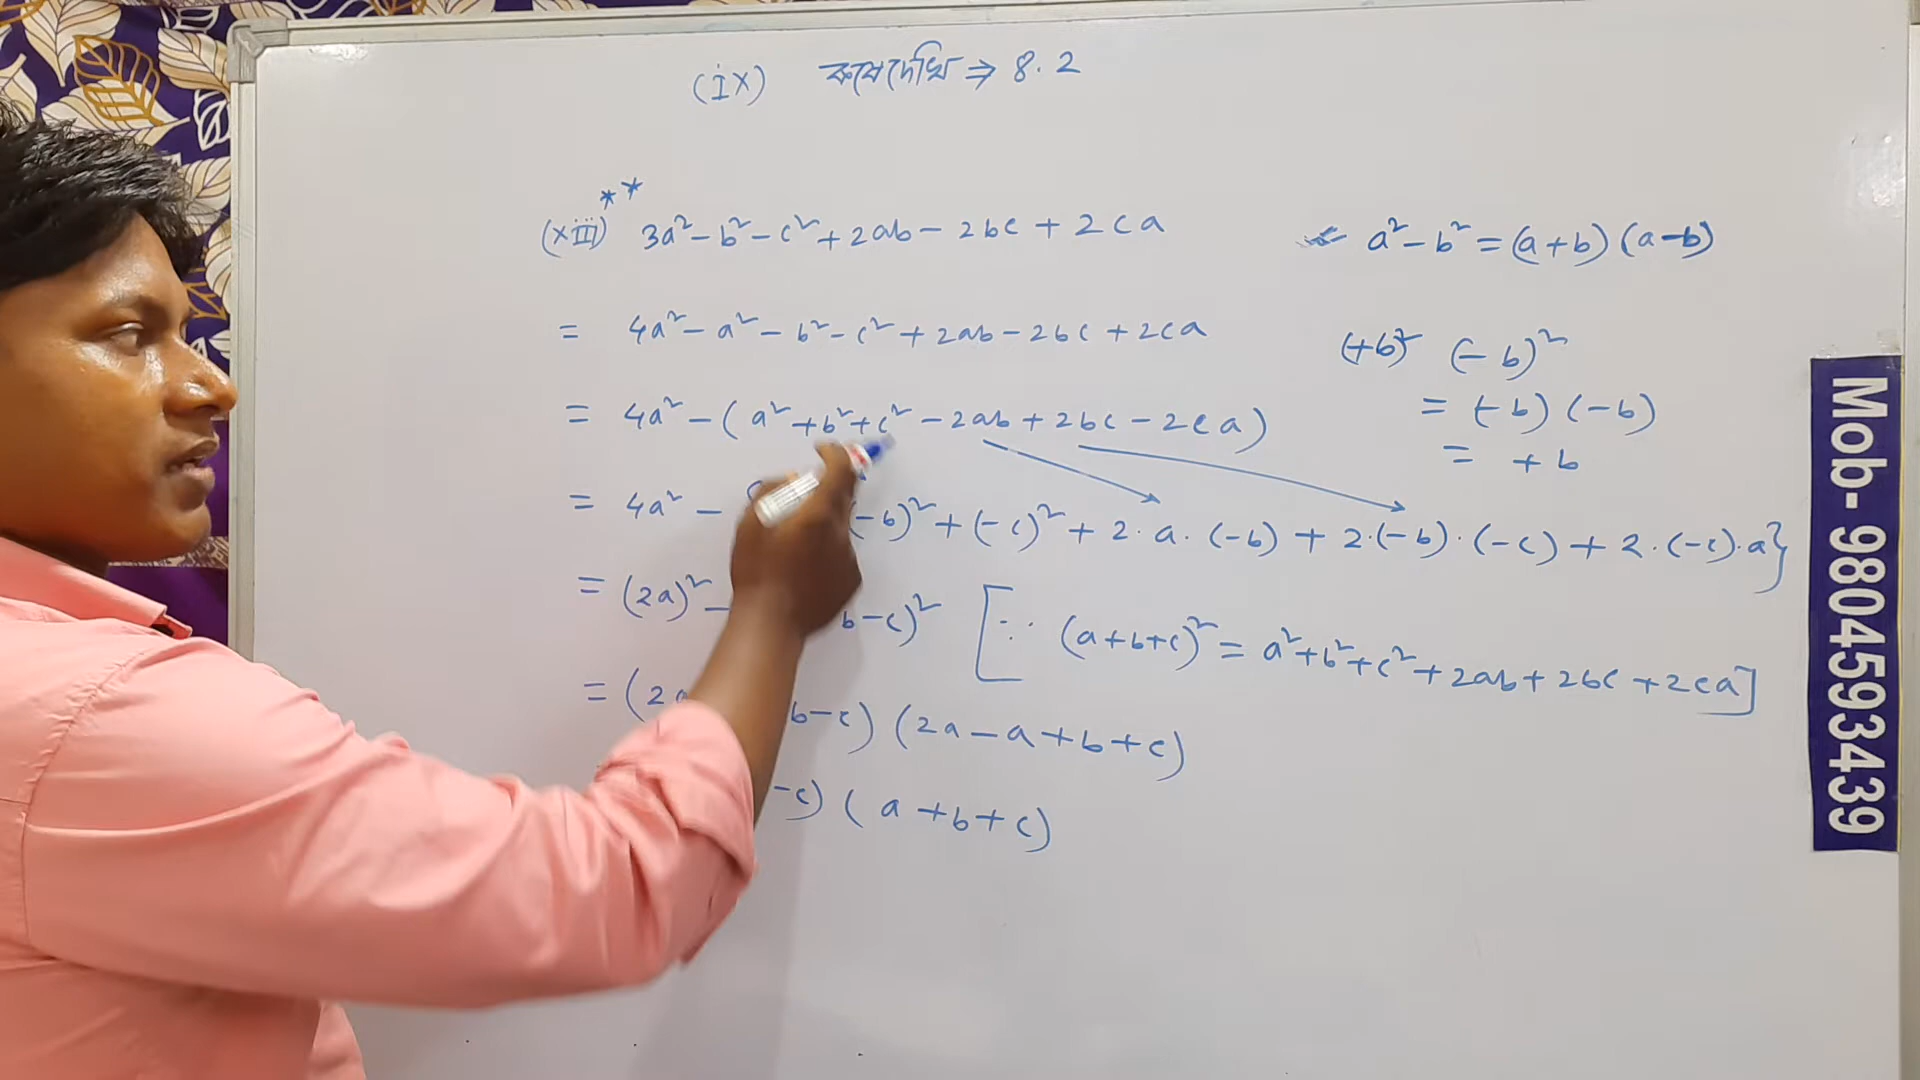 (ix) কষে দেখি ⇒ 8.2
**
(xiii) 3a² - b² - c² + 2ab - 2bc + 2ca
= 4a² - a² - b² - c² + 2ab - 2bc + 2ca
= 4a² - (a² + b² + c² - 2ab + 2bc - 2ca)
= 4a² - (-b)² + (-c)² + 2·a·(-b) + 2·(-b)·(-c) + 2·(-c)·a}
= (2a)² - b-c)² [∵ (a+b+c)² = a²+b²+c²+2ab+2bc+2ca]
= (2a b-c) (2a-a+b+c)
-c) (a+b+c)
a² - b² = (a+b) (a-b)
(+b)² (-b)²
= (-b) (-b)
= +b
Mob- 9804593439